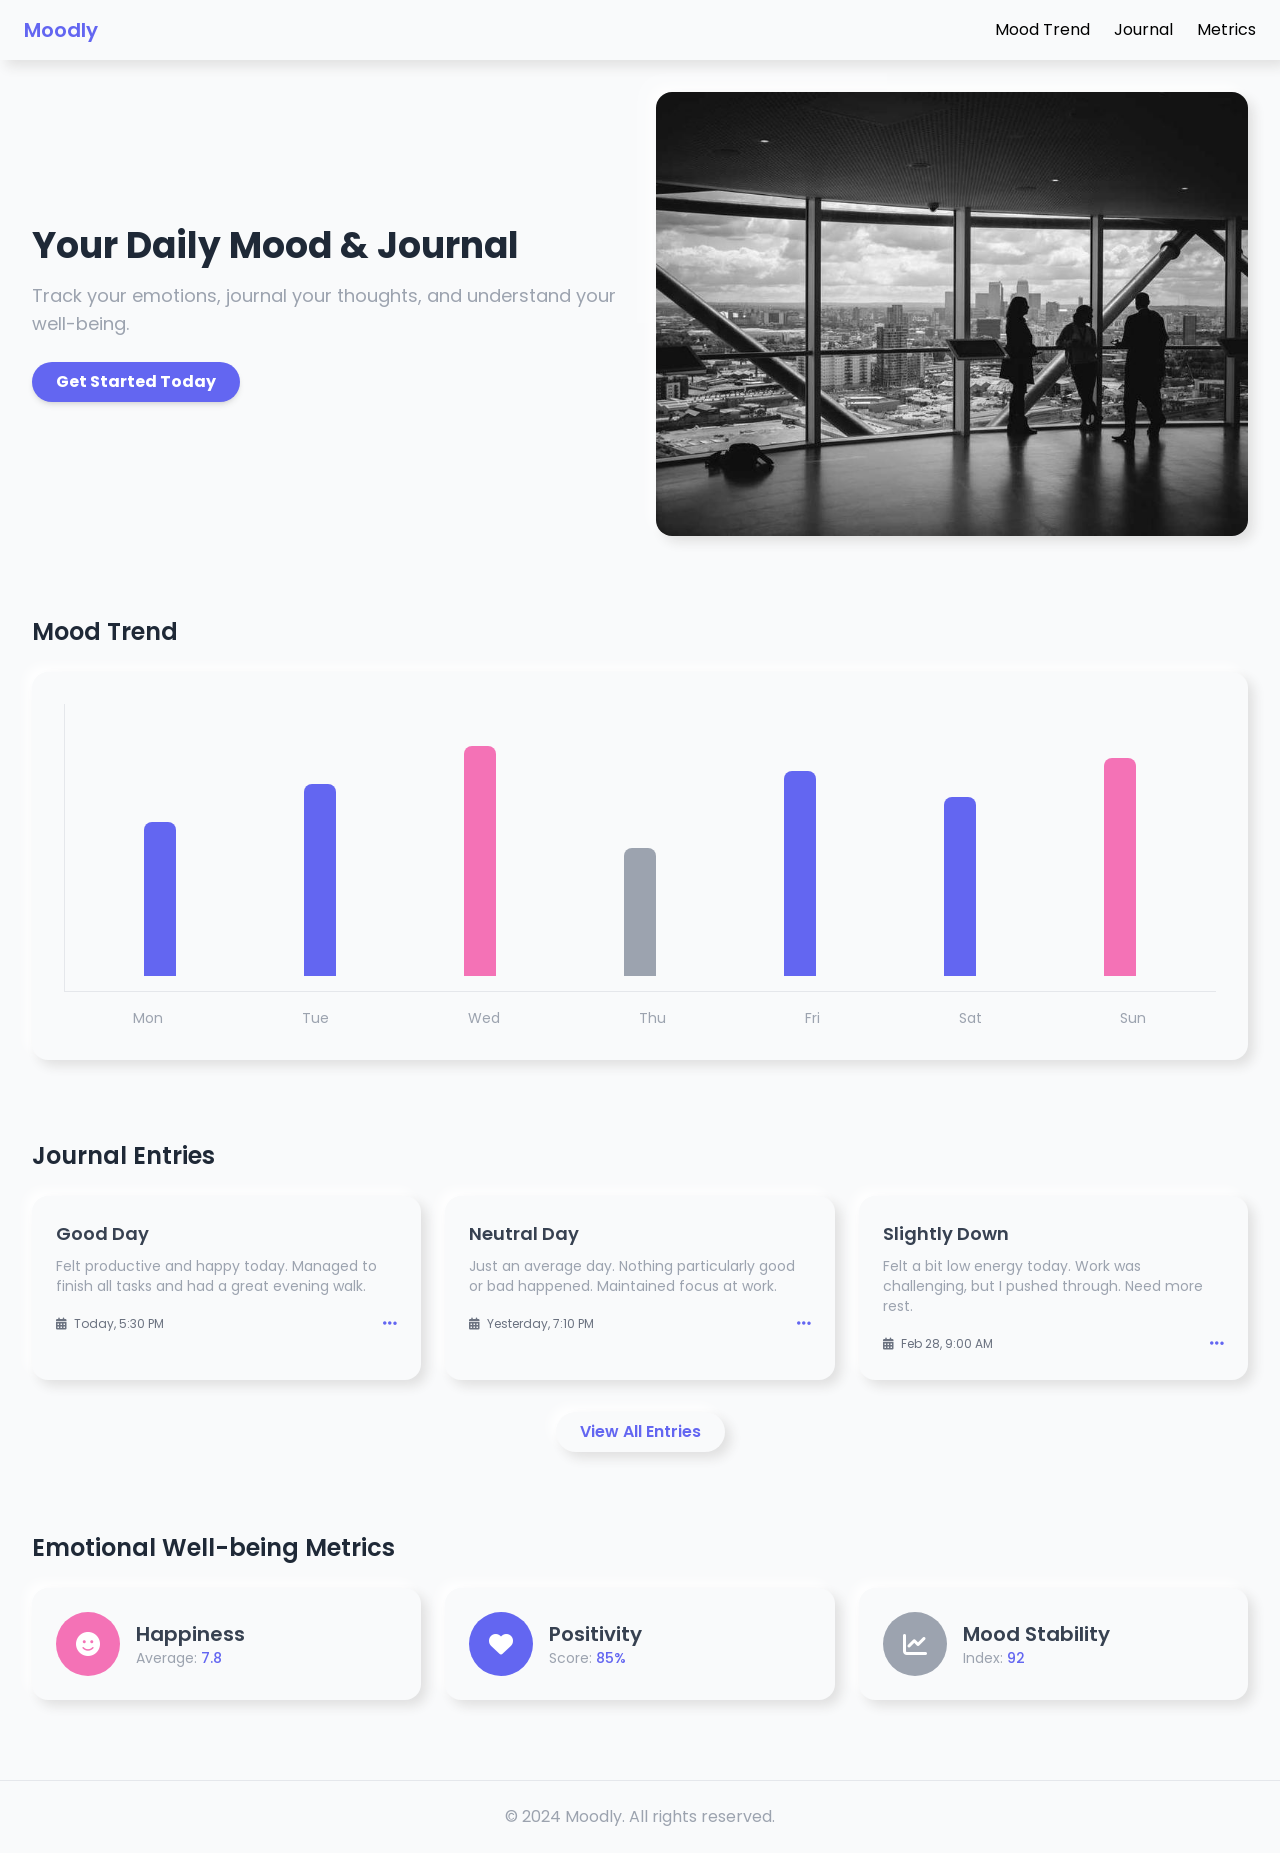 Moodly
Mood Trend
Journal
Metrics
Your Daily Mood & Journal
Track your emotions, journal your thoughts, and understand your
well-being.
Get Started Today
Mood Trend
Mon
Tue
Wed
Thu
Fri
Sat
Sun
Journal Entries
Good Day
Felt productive and happy today. Managed to
finish all tasks and had a great evening walk.
Today, 5:30 PM
Neutral Day
Just an average day. Nothing particularly good
or bad happened. Maintained focus at work.
Yesterday, 7:10 PM
Slightly Down
Felt a bit low energy today. Work was
challenging, but I pushed through. Need more
rest.
Feb 28, 9:00 AM
View All Entries
Emotional Well-being Metrics
Happiness
Average: 7.8
Positivity
Score: 85%
Mood Stability
Index: 92
© 2024 Moodly. All rights reserved.